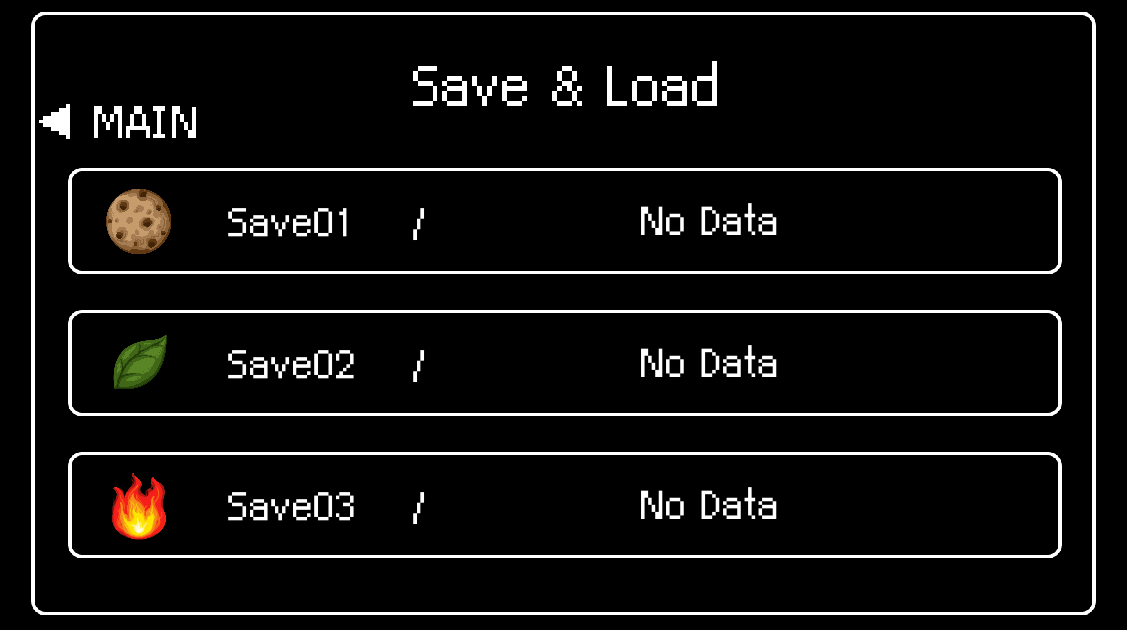 Save & Load
◀ MAIN
Save01 / No Data
Save02 / No Data
Save03 / No Data